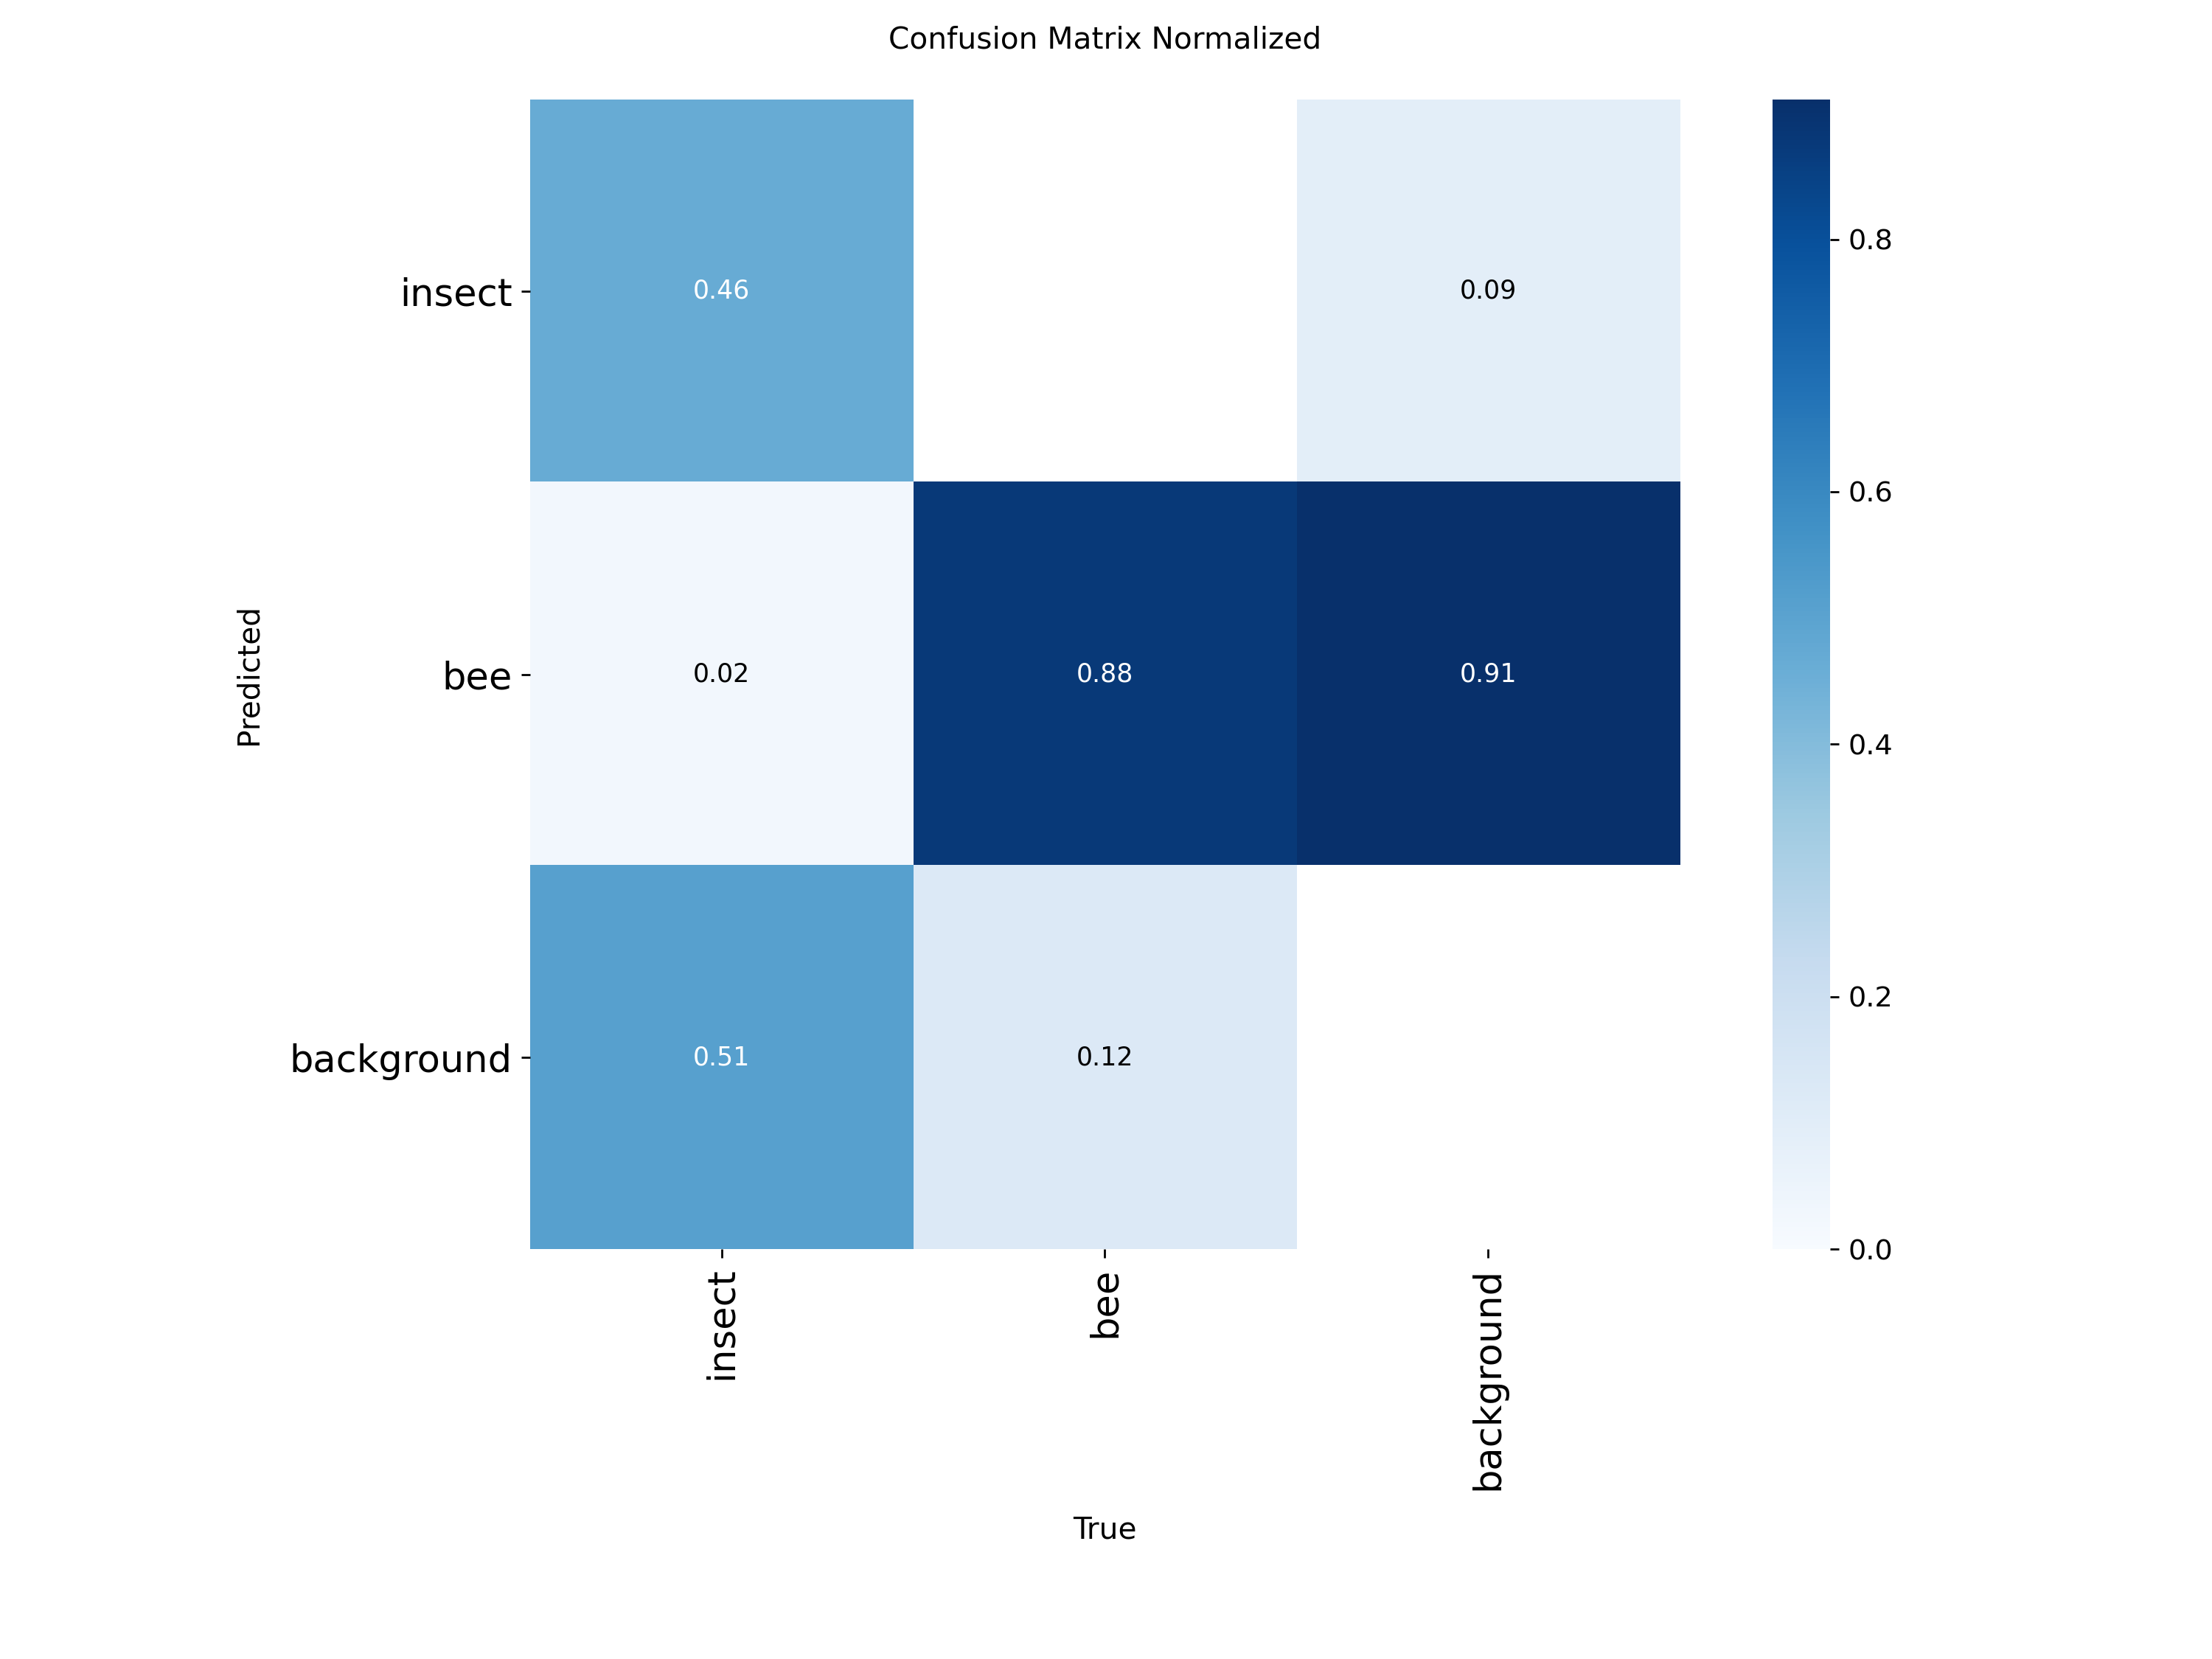 Confusion Matrix Normalized
insect
0.46
0.09
0.8
0.6
Predicted
bee
0.02
0.88
0.91
0.4
0.2
background
0.51
0.12
0.0
insect
bee
background
True